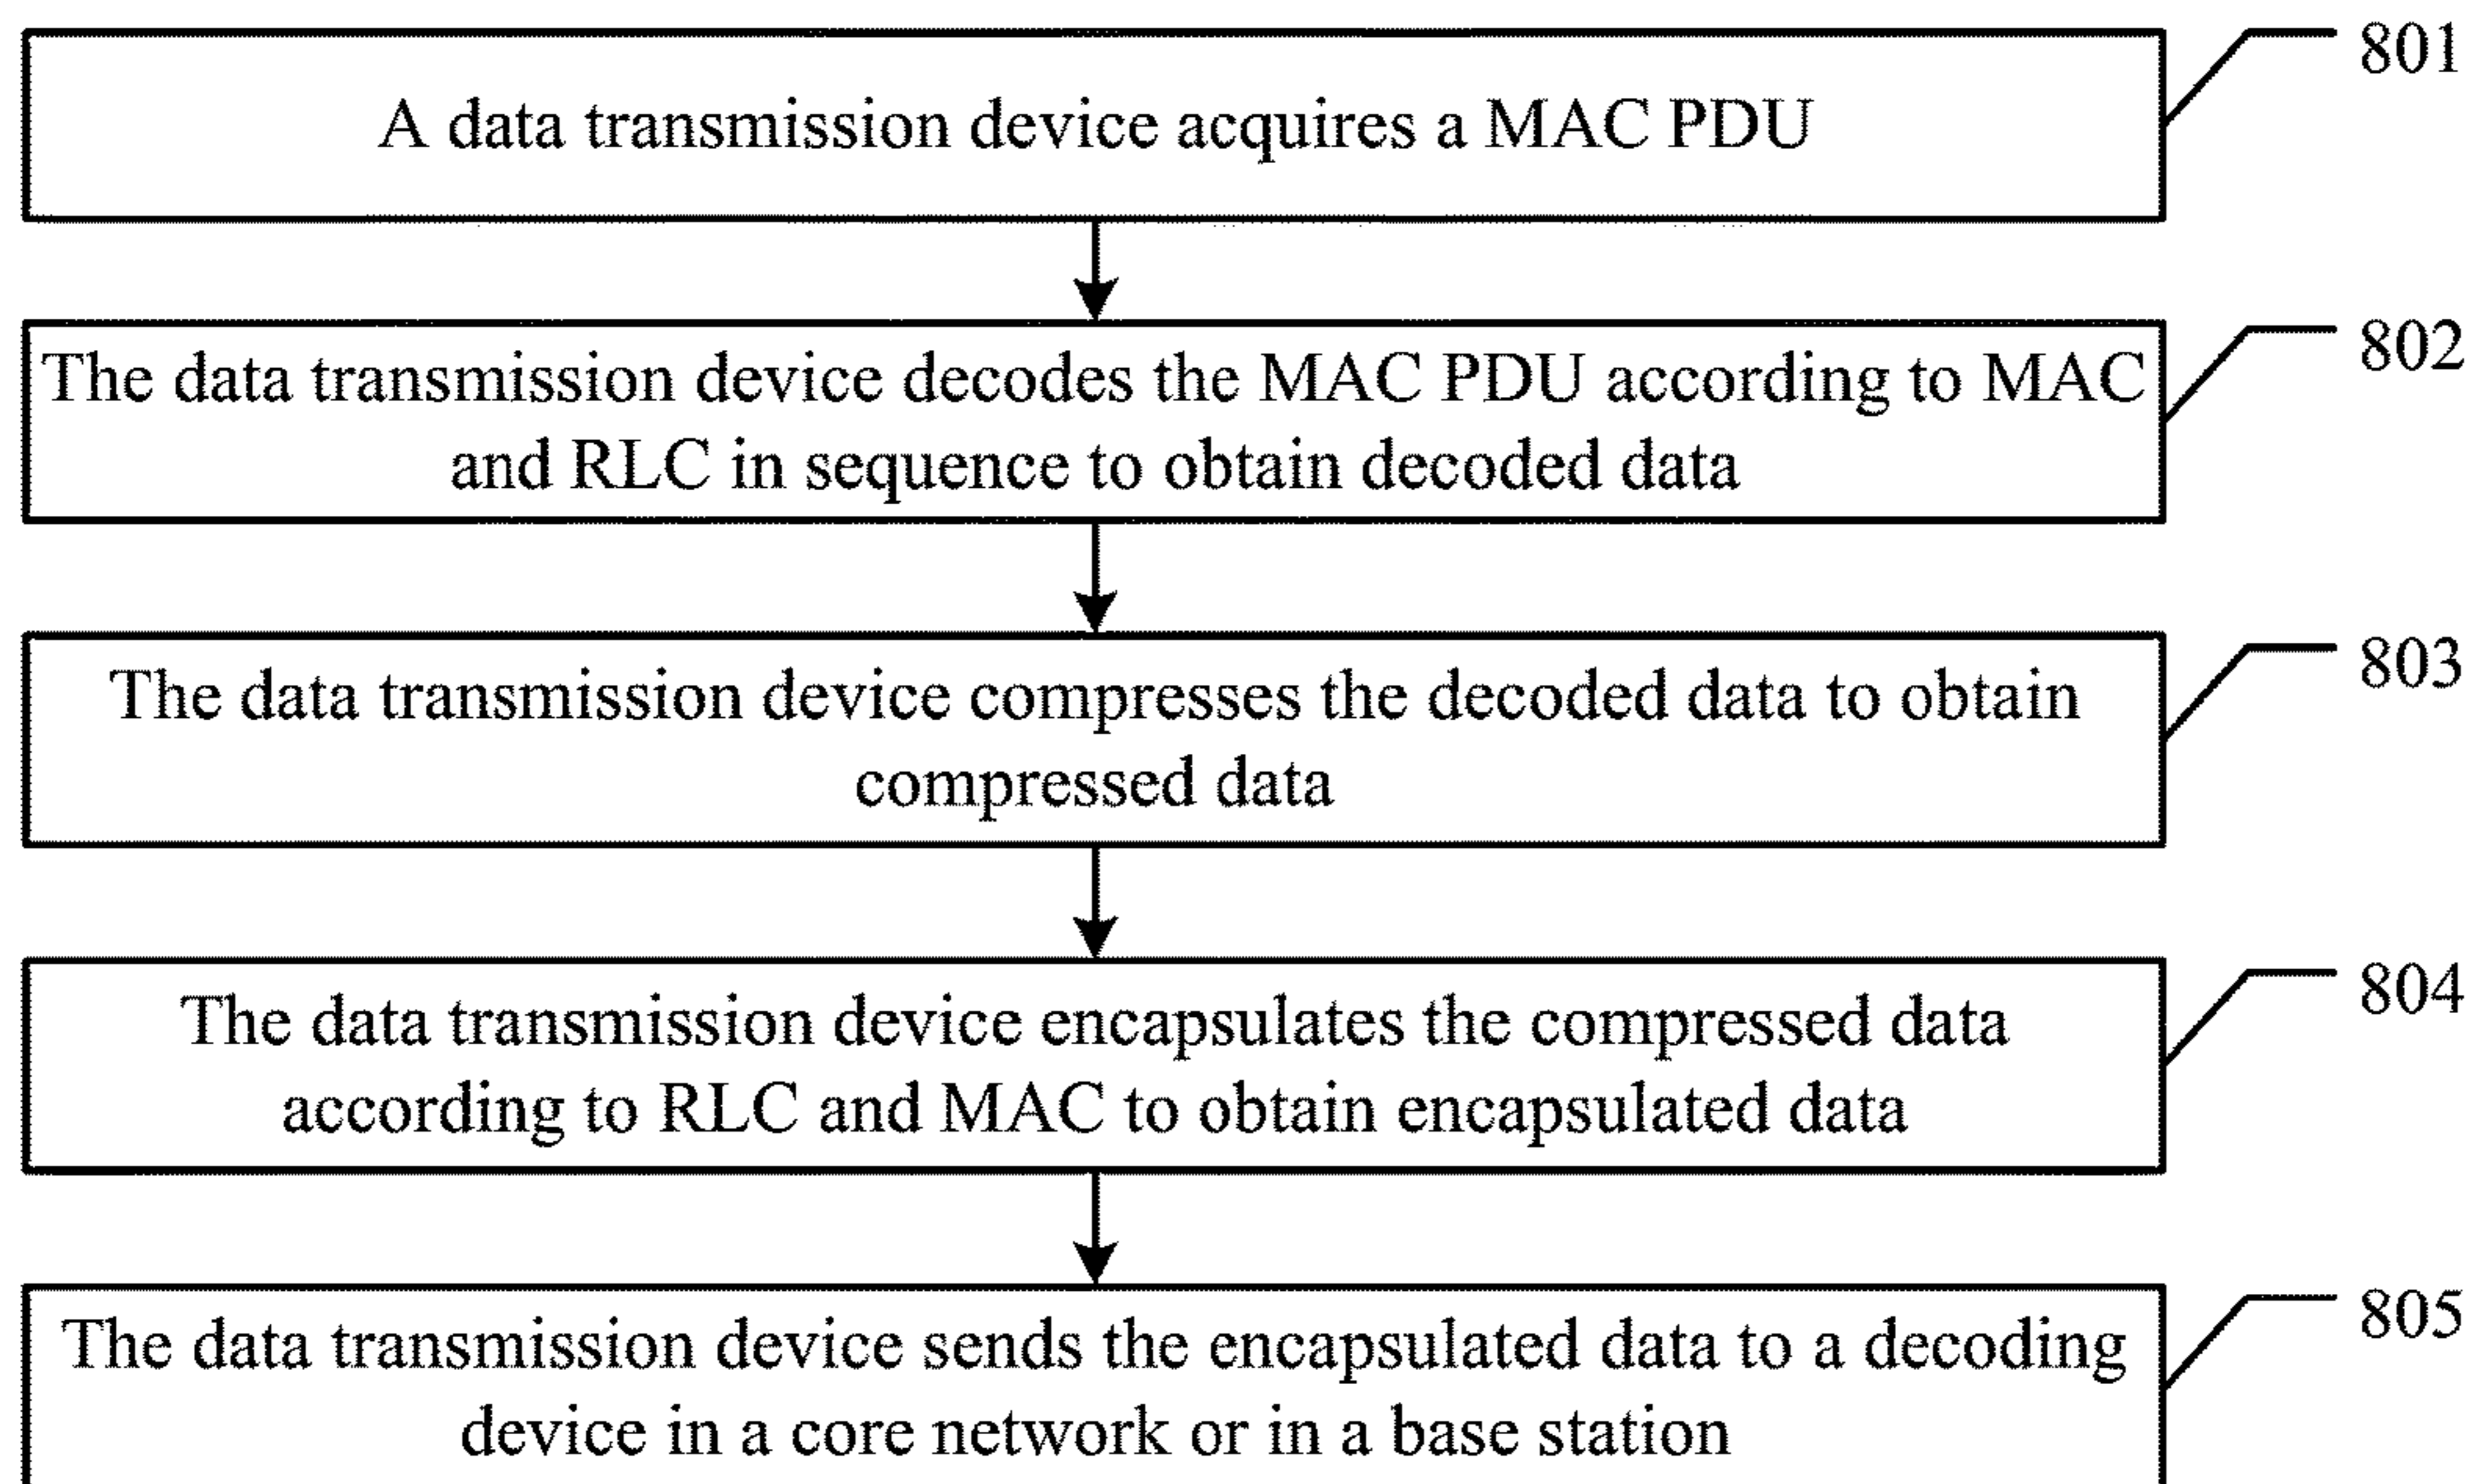 A data transmission device acquires a MAC PDU
801
The data transmission device decodes the MAC PDU according to MAC
and RLC in sequence to obtain decoded data
802
The data transmission device compresses the decoded data to obtain
compressed data
803
The data transmission device encapsulates the compressed data
according to RLC and MAC to obtain encapsulated data
804
The data transmission device sends the encapsulated data to a decoding
device in a core network or in a base station
805